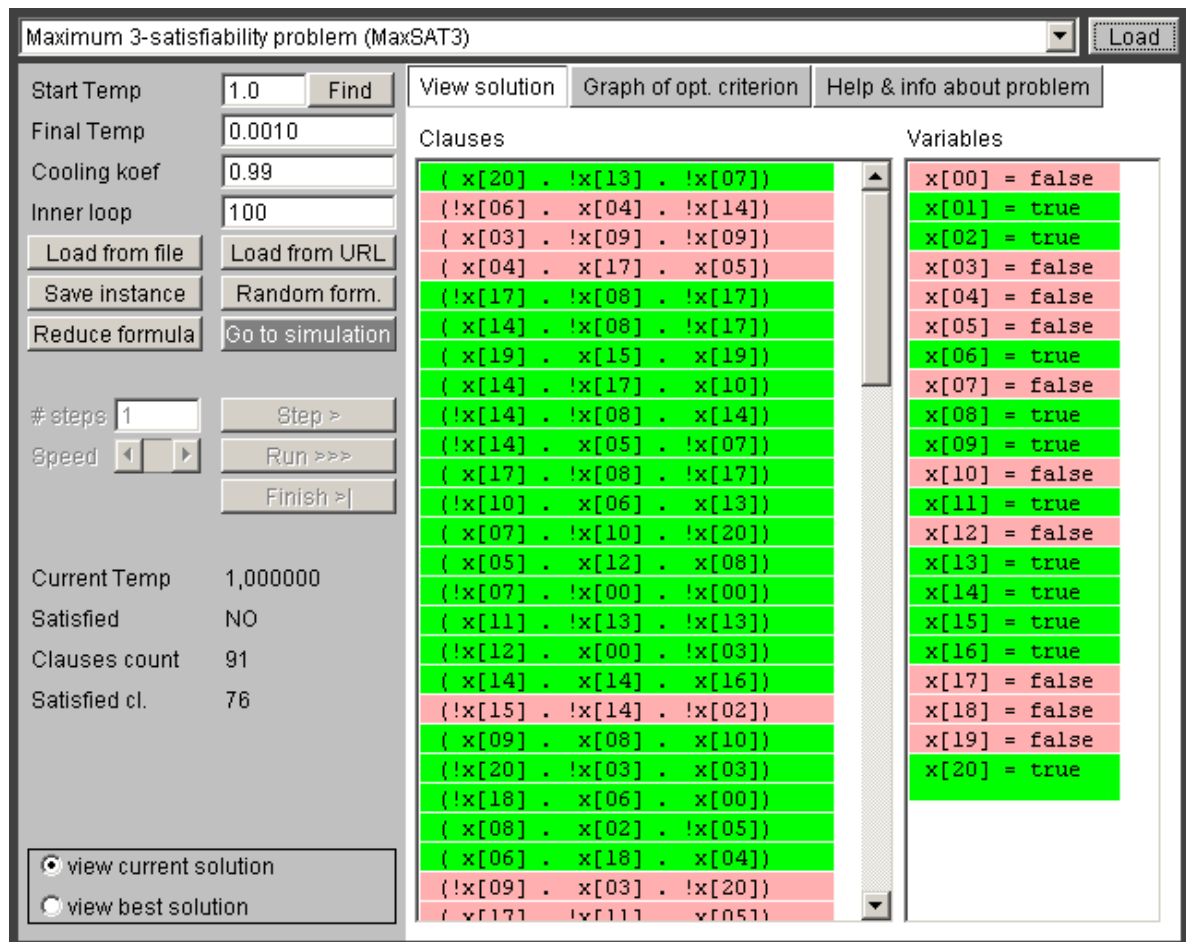 Maximum 3-satisfiability problem (MaxSAT3) Load
Start Temp 1.0 Find
Final Temp 0.0010
Cooling koef 0.99
Inner loop 100
Load from file Load from URL
Save instance Random form.
Reduce formula Go to simulation
# steps 1 Step >
Speed Run >>>
Finish >|
Current Temp 1,000000
Satisfied NO
Clauses count 91
Satisfied cl. 76
view current solution
view best solution
View solution Graph of opt. criterion Help & info about problem
Clauses
( x[20] . !x[13] . !x[07])
(!x[06] . x[04] . !x[14])
( x[03] . !x[09] . !x[09])
( x[04] . x[17] . x[05])
(!x[17] . !x[08] . !x[17])
( x[14] . !x[08] . !x[17])
( x[19] . x[15] . x[19])
( x[14] . !x[17] . x[10])
(!x[14] . !x[08] . x[14])
(!x[14] . x[05] . !x[07])
( x[17] . !x[08] . !x[17])
(!x[10] . x[06] . x[13])
( x[07] . !x[10] . !x[20])
( x[05] . x[12] . x[08])
(!x[07] . !x[00] . !x[00])
( x[11] . !x[13] . !x[13])
(!x[12] . x[00] . !x[03])
( x[14] . x[14] . x[16])
(!x[15] . !x[14] . !x[02])
( x[09] . x[08] . x[10])
(!x[20] . !x[03] . x[03])
(!x[18] . x[06] . x[00])
( x[08] . x[02] . !x[05])
( x[06] . x[18] . x[04])
(!x[09] . x[03] . !x[20])
( x[17] . !x[11] . x[05])
Variables
x[00] = false
x[01] = true
x[02] = true
x[03] = false
x[04] = false
x[05] = false
x[06] = true
x[07] = false
x[08] = true
x[09] = true
x[10] = false
x[11] = true
x[12] = false
x[13] = true
x[14] = true
x[15] = true
x[16] = true
x[17] = false
x[18] = false
x[19] = false
x[20] = true